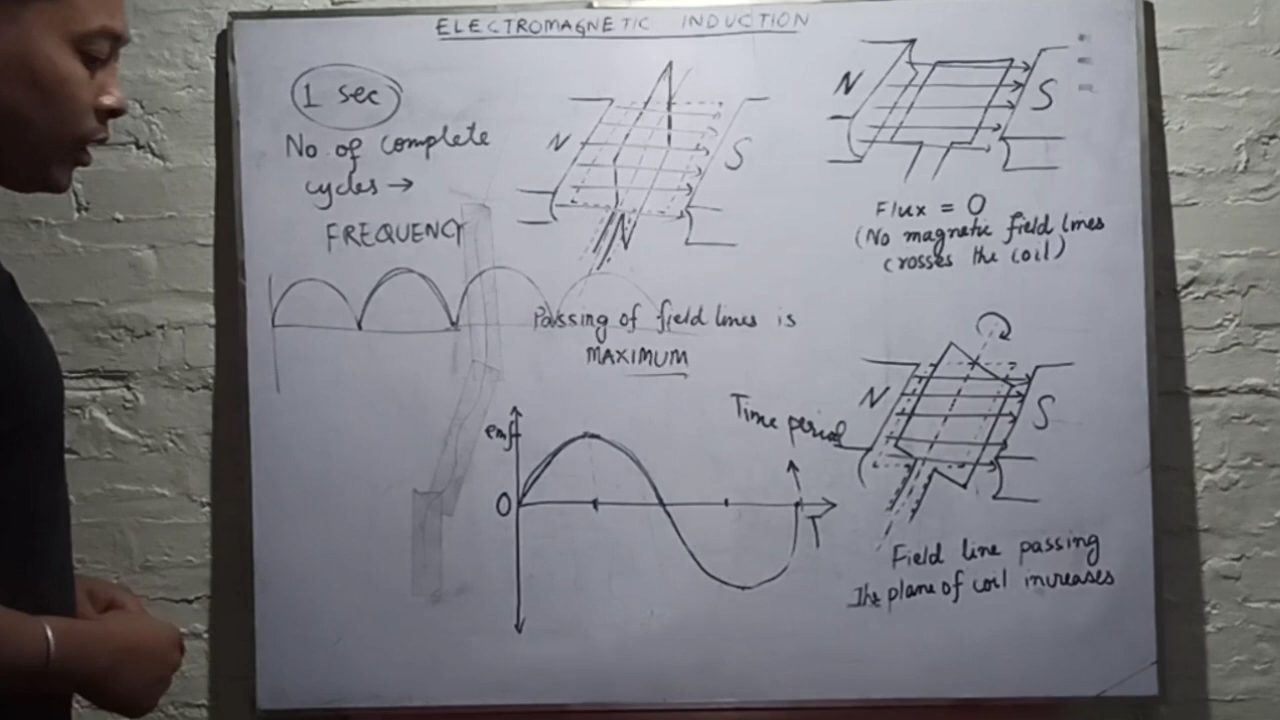 ELECTROMAGNETIC INDUCTION
1 sec
No. of complete
cycles →
FREQUENCY
N
S
Passing of field lines is
MAXIMUM
N
S
Flux = 0
(No magnetic field lines
crosses the coil)
emf
0
Time period
T
N
S
Field line passing
The plane of coil increases